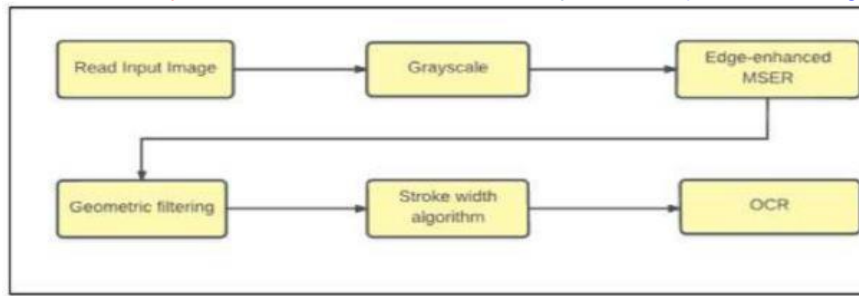 Read Input Image
Grayscale
Edge-enhanced
MSER
Geometric filtering
Stroke width
algorithm
OCR